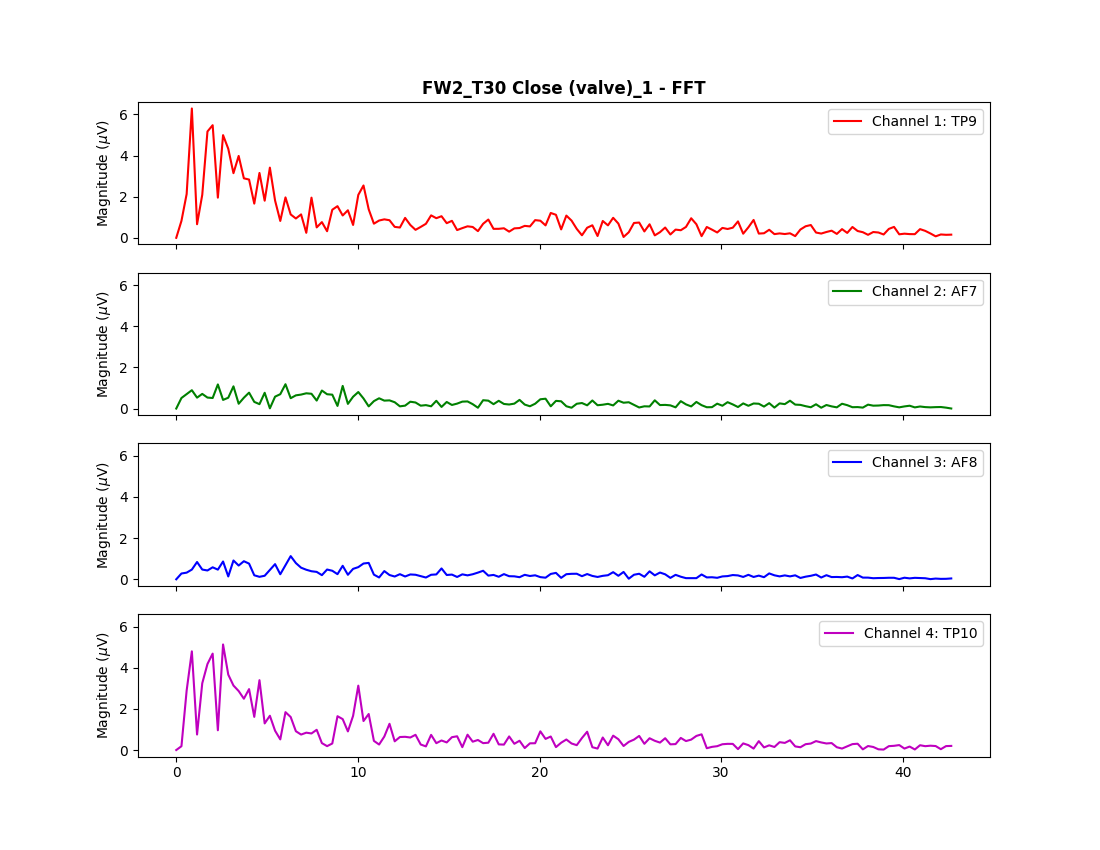 FW2_T30 Close (valve)_1 - FFT
Magnitude (μV)
6
4
2
0
Channel 1: TP9
Magnitude (μV)
6
4
2
0
Channel 2: AF7
Magnitude (μV)
6
4
2
0
Channel 3: AF8
Magnitude (μV)
6
4
2
0
Channel 4: TP10
0 10 20 30 40